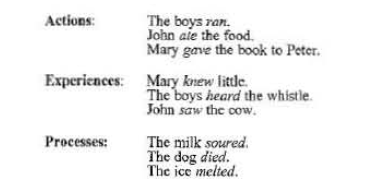 Actions: The boys ran.
John ate the food.
Mary gave the book to Peter.
Experiences: Mary knew little.
The boys heard the whistle.
John saw the cow.
Processes: The milk soured.
The dog died.
The ice melted.